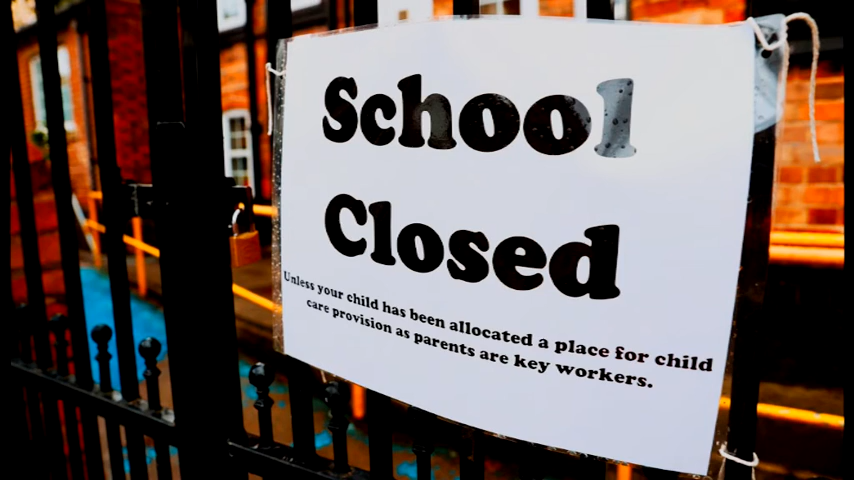 School
Closed
Unless your child has been allocated a place for child
care provision as parents are key workers.